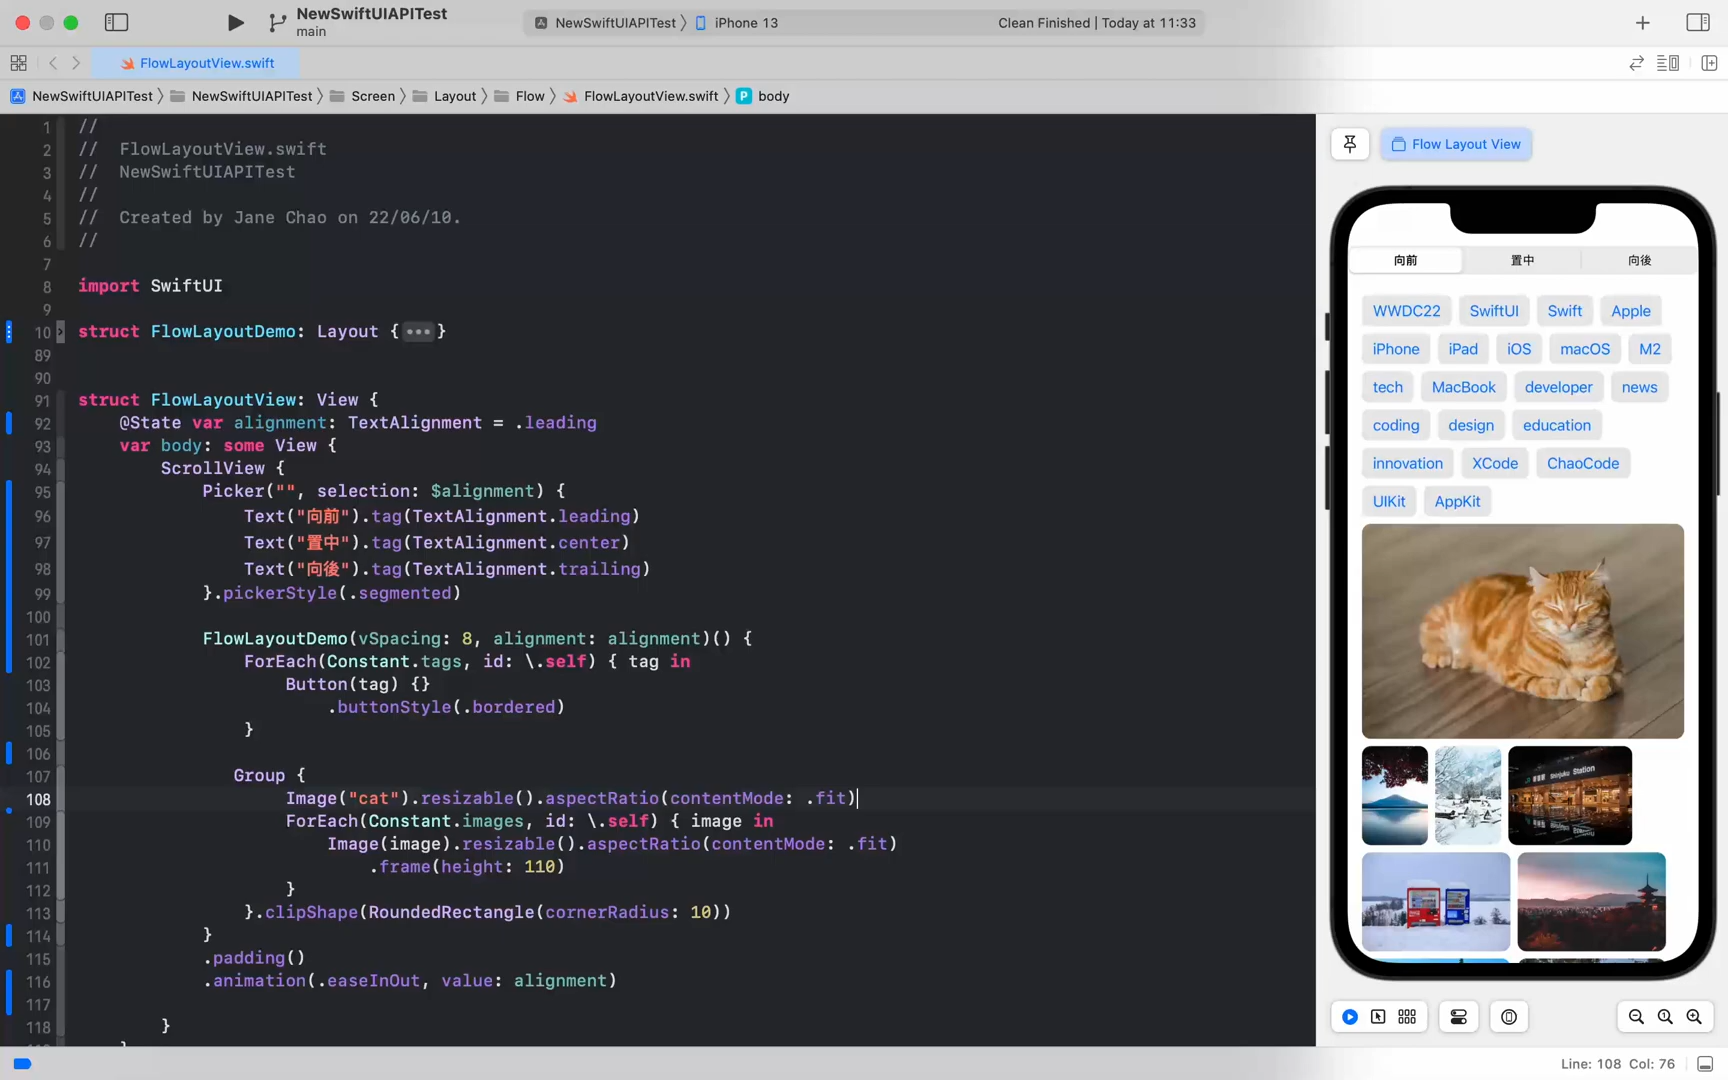 NewSwiftUIAPITest
main
NewSwiftUIAPITest 〉 iPhone 13
Clean Finished | Today at 11:33
FlowLayoutView.swift
NewSwiftUIAPITest 〉 NewSwiftUIAPITest 〉 Screen 〉 Layout 〉 Flow 〉 FlowLayoutView.swift 〉 P body
1 //
2 //  FlowLayoutView.swift
3 //  NewSwiftUIAPITest
4 //
5 //  Created by Jane Chao on 22/06/10.
6 //
7
8 import SwiftUI
9
10 struct FlowLayoutDemo: Layout {•••}
89
90
91 struct FlowLayoutView: View {
92     @State var alignment: TextAlignment = .leading
93     var body: some View {
94         ScrollView {
95             Picker("", selection: $alignment) {
96                 Text("向前").tag(TextAlignment.leading)
97                 Text("置中").tag(TextAlignment.center)
98                 Text("向後").tag(TextAlignment.trailing)
99             }.pickerStyle(.segmented)
100
101             FlowLayoutDemo(vSpacing: 8, alignment: alignment)() {
102                 ForEach(Constant.tags, id: \.self) { tag in
103                     Button(tag) {}
104                         .buttonStyle(.bordered)
105                 }
106
107                Group {
108                     Image("cat").resizable().aspectRatio(contentMode: .fit)
109                     ForEach(Constant.images, id: \.self) { image in
110                         Image(image).resizable().aspectRatio(contentMode: .fit)
111                             .frame(height: 110)
112                     }
113                 }.clipShape(RoundedRectangle(cornerRadius: 10))
114             }
115             .padding()
116             .animation(.easeInOut, value: alignment)
117
118         }
Flow Layout View
向前 置中 向後
WWDC22 SwiftUI Swift Apple
iPhone iPad iOS macOS M2
tech MacBook developer news
coding design education
innovation XCode ChaoCode
UIKit AppKit
Shinjuku Station
Line: 108 Col: 76